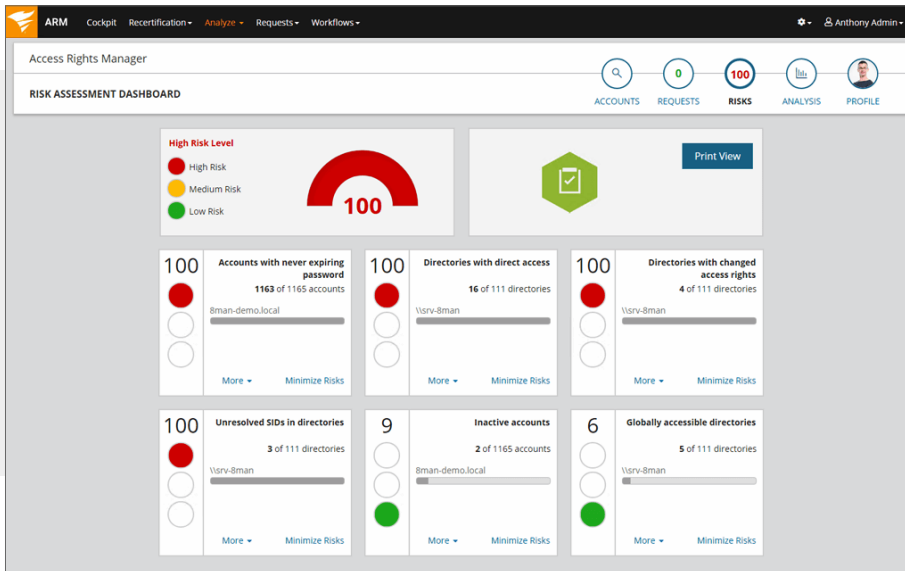 ARM Cockpit Recertification Analyze Requests Workflows Anthony Admin
Access Rights Manager
RISK ASSESSMENT DASHBOARD
0
100
ACCOUNTS REQUESTS RISKS ANALYSIS PROFILE
High Risk Level
High Risk
Medium Risk
Low Risk
100
Print View
100
Accounts with never expiring
password
1163 of 1165 accounts
8man-demo.local
More Minimize Risks
100
Directories with direct access
16 of 111 directories
\\srv-8man
More Minimize Risks
100
Directories with changed
access rights
4 of 111 directories
\\srv-8man
More Minimize Risks
100
Unresolved SIDs in directories
3 of 111 directories
\\srv-8man
More Minimize Risks
9
Inactive accounts
2 of 1165 accounts
8man-demo.local
More Minimize Risks
6
Globally accessible directories
5 of 111 directories
\\srv-8man
More Minimize Risks